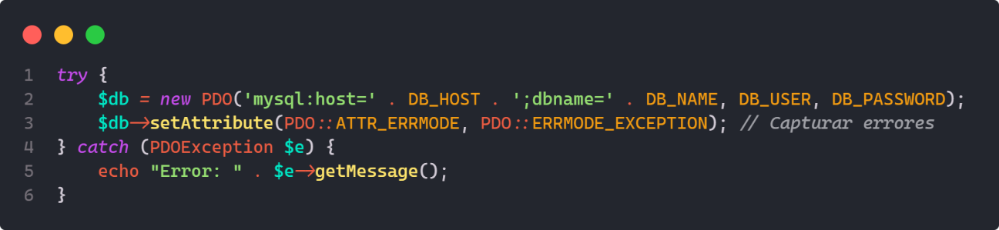 1 try {
2     $db = new PDO('mysql:host=' . DB_HOST . ';dbname=' . DB_NAME, DB_USER, DB_PASSWORD);
3     $db->setAttribute(PDO::ATTR_ERRMODE, PDO::ERRMODE_EXCEPTION); // Capturar errores
4 } catch (PDOException $e) {
5     echo "Error: " . $e->getMessage();
6 }